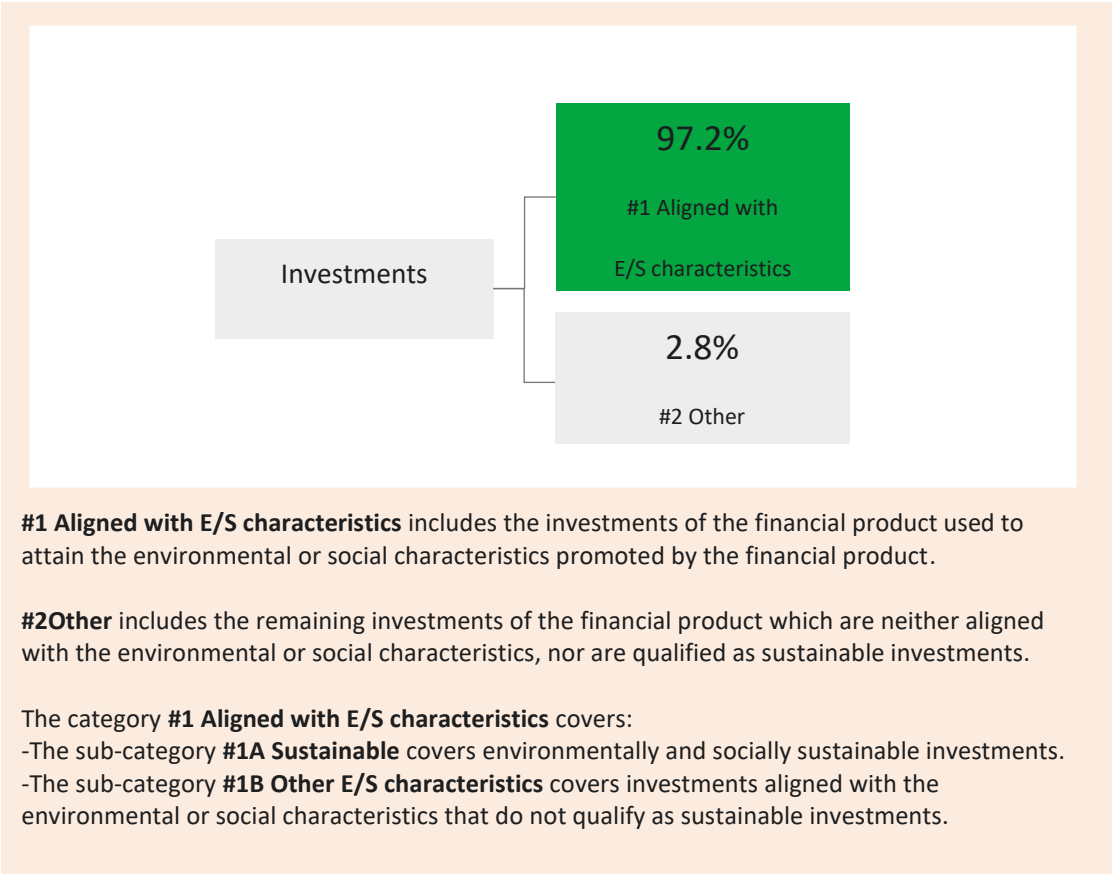 97.2%
#1 Aligned with
E/S characteristics
Investments
2.8%
#2 Other
#1 Aligned with E/S characteristics includes the investments of the financial product used to
attain the environmental or social characteristics promoted by the financial product.
#2Other includes the remaining investments of the financial product which are neither aligned
with the environmental or social characteristics, nor are qualified as sustainable investments.
The category #1 Aligned with E/S characteristics covers:
-The sub-category #1A Sustainable covers environmentally and socially sustainable investments.
-The sub-category #1B Other E/S characteristics covers investments aligned with the
environmental or social characteristics that do not qualify as sustainable investments.